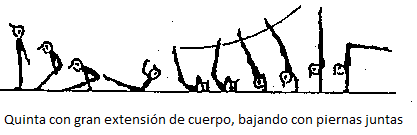 Quinta con gran extensión de cuerpo, bajando con piernas juntas